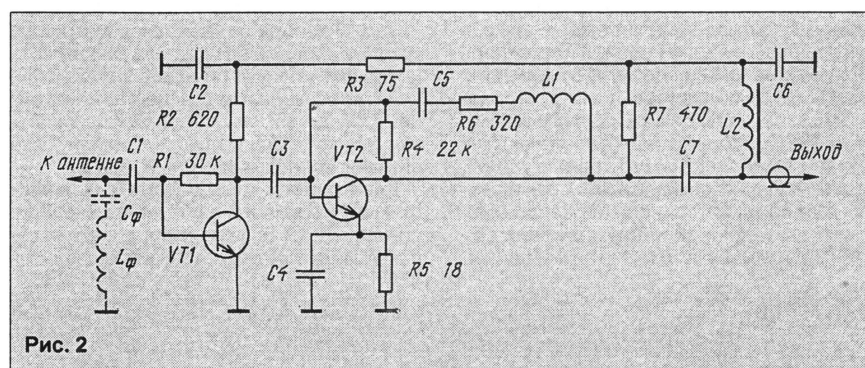 C2
R3 75
C5
L1
C6
R2 620
R6 320
R7 470
L2
C1
К антенне
R1 30 к
C3
VT2
R4 22 к
C7
Выход
Cф
Lф
VT1
C4
R5 18
Рис. 2